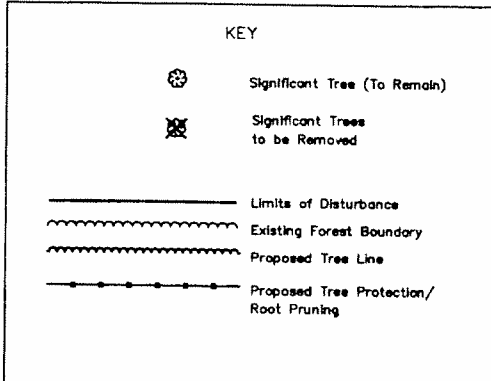 KEY
Significant Tree (To Remain)
Significant Trees
to be Removed
Limits of Disturbance
Existing Forest Boundary
Proposed Tree Line
Proposed Tree Protection/
Root Pruning